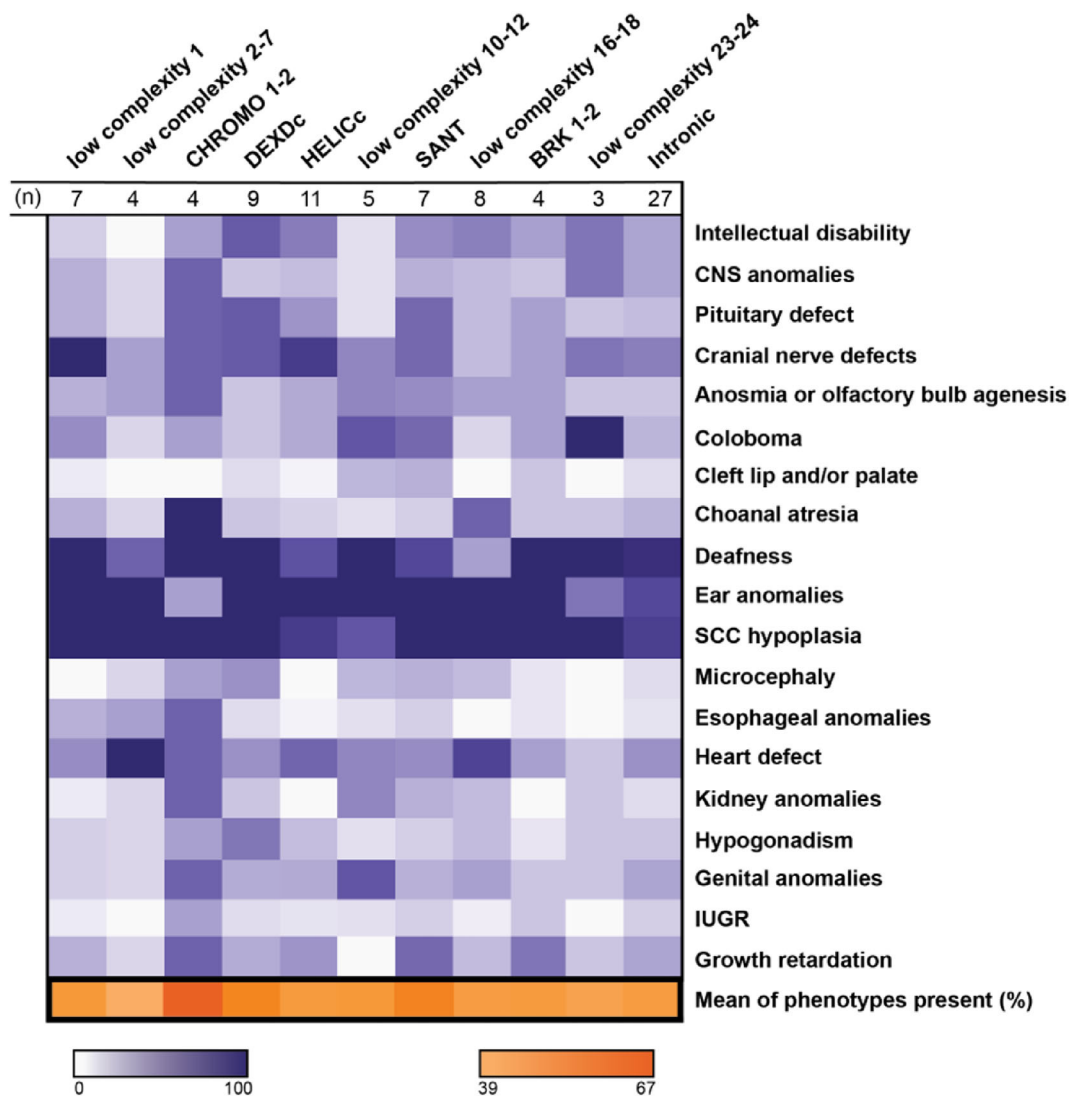 low complexity 1
low complexity 2-7
CHROMO 1-2
DEXDc
HELICc
low complexity 10-12
SANT
low complexity 16-18
BRK 1-2
low complexity 23-24
Intronic
(n) 7 4 4 9 11 5 7 8 4 3 27
Intellectual disability
CNS anomalies
Pituitary defect
Cranial nerve defects
Anosmia or olfactory bulb agenesis
Coloboma
Cleft lip and/or palate
Choanal atresia
Deafness
Ear anomalies
SCC hypoplasia
Microcephaly
Esophageal anomalies
Heart defect
Kidney anomalies
Hypogonadism
Genital anomalies
IUGR
Growth retardation
Mean of phenotypes present (%)
0 100 39 67